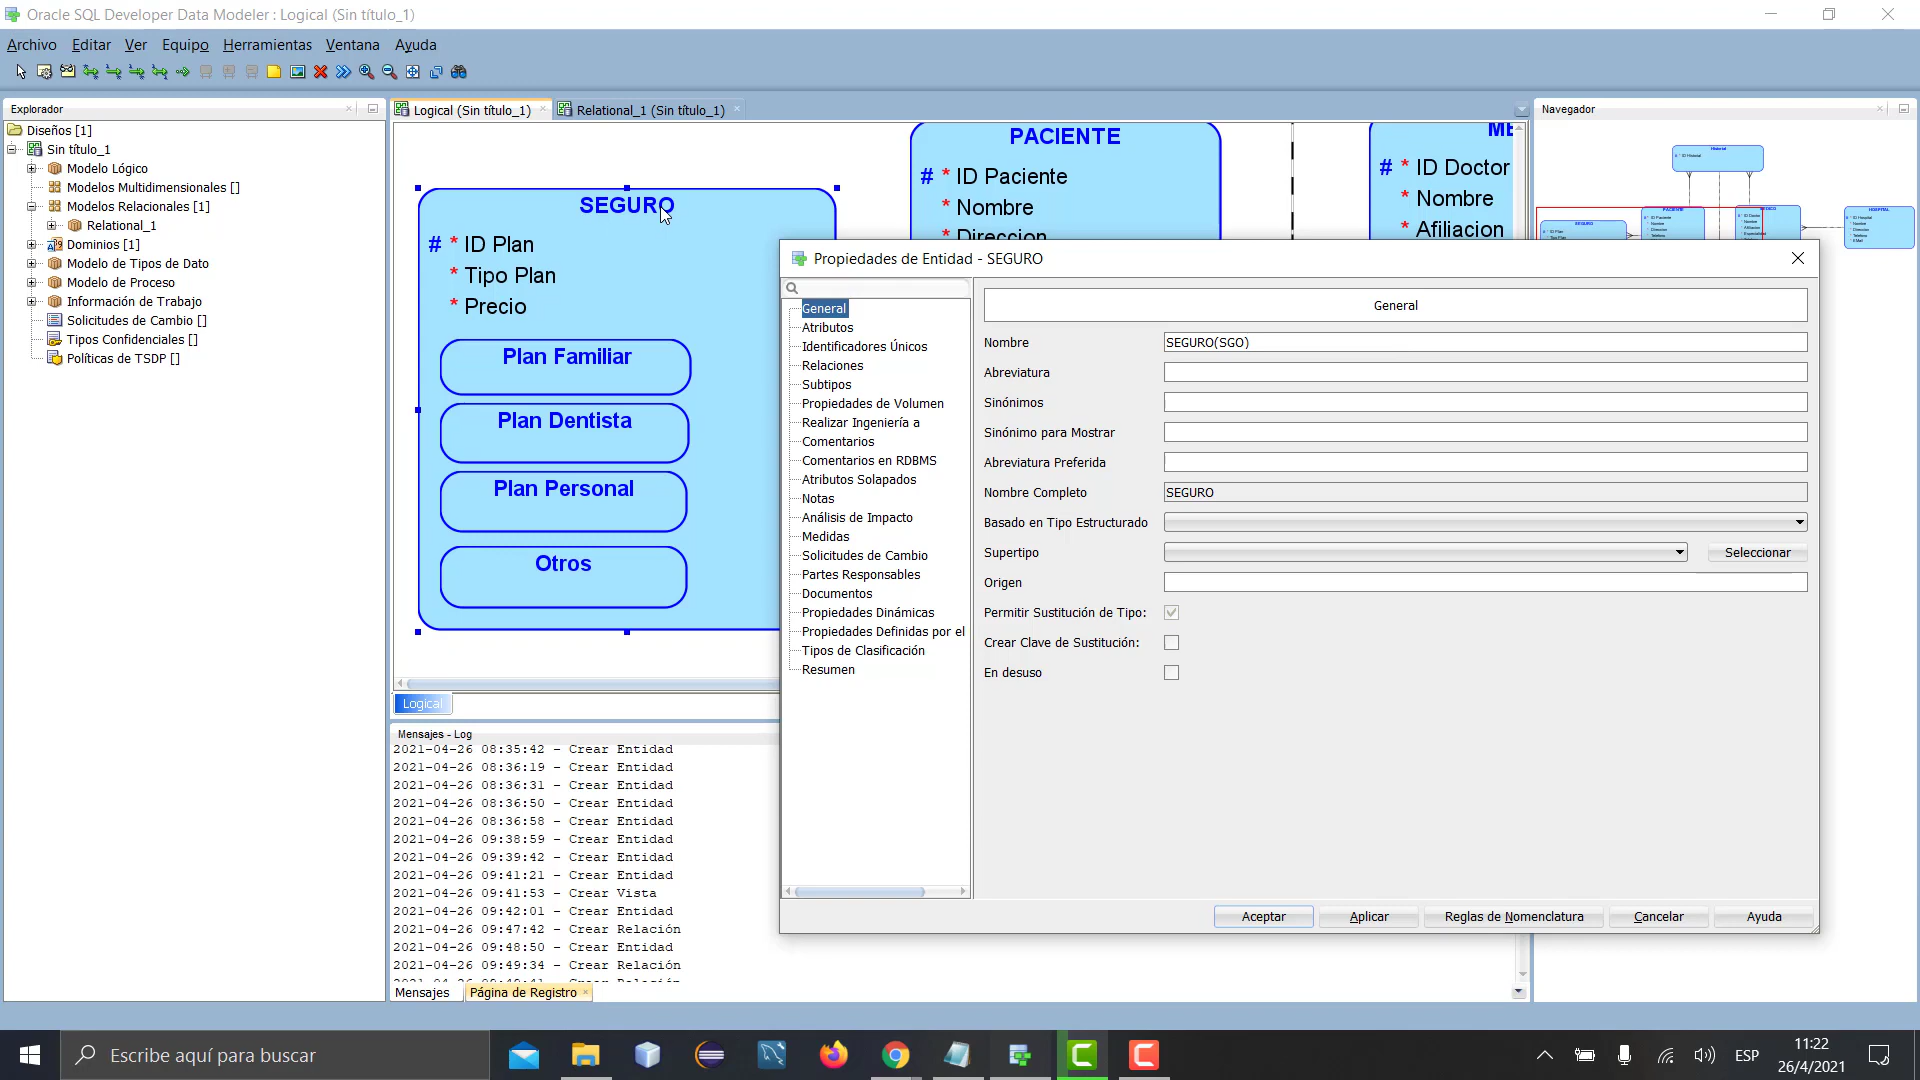 Oracle SQL Developer Data Modeler : Logical (Sin título_1)
Archivo Editar Ver Equipo Herramientas Ventana Ayuda
Explorador
Diseños [1]
Sin título_1
Modelo Lógico
Modelos Multidimensionales []
Modelos Relacionales [1]
Relational_1
Dominios [1]
Modelo de Tipos de Dato
Modelo de Proceso
Información de Trabajo
Solicitudes de Cambio []
Tipos Confidenciales []
Políticas de TSDP []
Logical (Sin título_1)
Relational_1 (Sin título_1)
SEGURO
# * ID Plan
* Tipo Plan
* Precio
Plan Familiar
Plan Dentista
Plan Personal
Otros
PACIENTE
# * ID Paciente
* Nombre
* Direccion
# * ID Doctor
* Nombre
* Afiliacion
Logical
Navegador
Historial
PACIENTE
SEGURO
HOSPITAL
Propiedades de Entidad - SEGURO
General
Atributos
Identificadores Únicos
Relaciones
Subtipos
Propiedades de Volumen
Realizar Ingeniería a
Comentarios
Comentarios en RDBMS
Atributos Solapados
Notas
Análisis de Impacto
Medidas
Solicitudes de Cambio
Partes Responsables
Documentos
Propiedades Dinámicas
Propiedades Definidas por el
Tipos de Clasificación
Resumen
General
Nombre SEGURO(SGO)
Abreviatura
Sinónimos
Sinónimo para Mostrar
Abreviatura Preferida
Nombre Completo SEGURO
Basado en Tipo Estructurado
Supertipo Seleccionar
Origen
Permitir Sustitución de Tipo:
Crear Clave de Sustitución:
En desuso
Aceptar Aplicar Reglas de Nomenclatura Cancelar Ayuda
Mensajes - Log
2021-04-26 08:35:42 - Crear Entidad
2021-04-26 08:36:19 - Crear Entidad
2021-04-26 08:36:31 - Crear Entidad
2021-04-26 08:36:50 - Crear Entidad
2021-04-26 08:36:58 - Crear Entidad
2021-04-26 09:38:59 - Crear Entidad
2021-04-26 09:39:42 - Crear Entidad
2021-04-26 09:41:21 - Crear Entidad
2021-04-26 09:41:53 - Crear Vista
2021-04-26 09:42:01 - Crear Entidad
2021-04-26 09:47:42 - Crear Relación
2021-04-26 09:48:50 - Crear Entidad
2021-04-26 09:49:34 - Crear Relación
Mensajes Página de Registro
Escribe aquí para buscar
ESP
11:22
26/4/2021